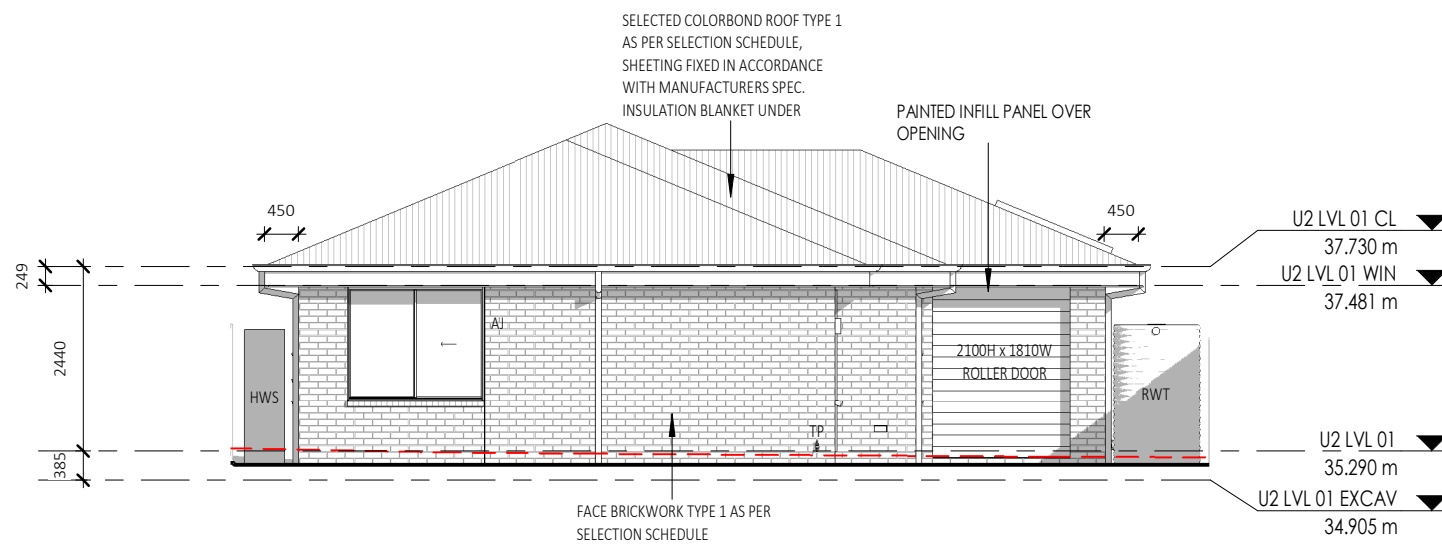 SELECTED COLORBOND ROOF TYPE 1
AS PER SELECTION SCHEDULE,
SHEETING FIXED IN ACCORDANCE
WITH MANUFACTURERS SPEC.
INSULATION BLANKET UNDER
PAINTED INFILL PANEL OVER
OPENING
450
450
U2 LVL 01 CL
37.730 m
249
U2 LVL 01 WIN
37.481 m
AJ
2440
2100H x 1810W
ROLLER DOOR
HWS
RWT
TP
U2 LVL 01
35.290 m
385
U2 LVL 01 EXCAV
34.905 m
FACE BRICKWORK TYPE 1 AS PER
SELECTION SCHEDULE